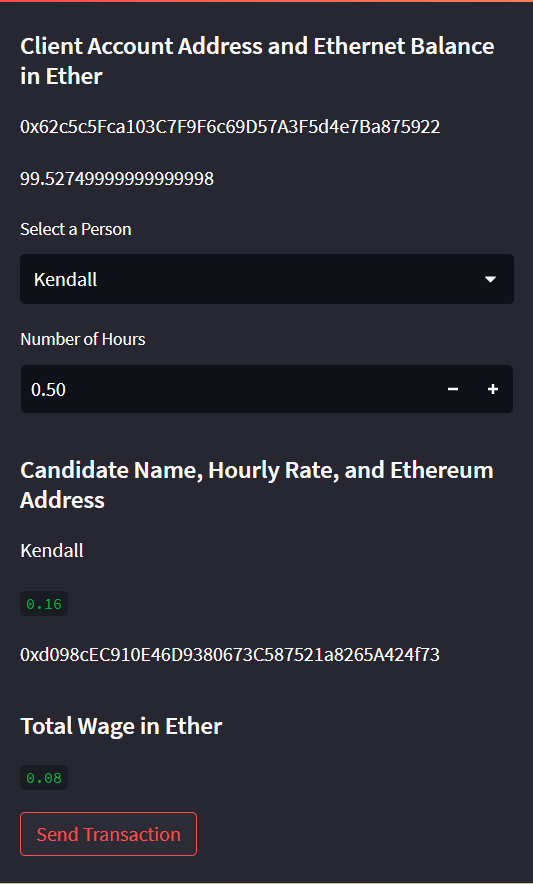 Client Account Address and Ethernet Balance
in Ether
0x62c5c5Fca103C7F9F6c69D57A3F5d4e7Ba875922
99.52749999999999998
Select a Person
Kendall
Number of Hours
0.50
Candidate Name, Hourly Rate, and Ethereum
Address
Kendall
0.16
0xd098cEC910E46D9380673C587521a8265A424f73
Total Wage in Ether
0.08
Send Transaction